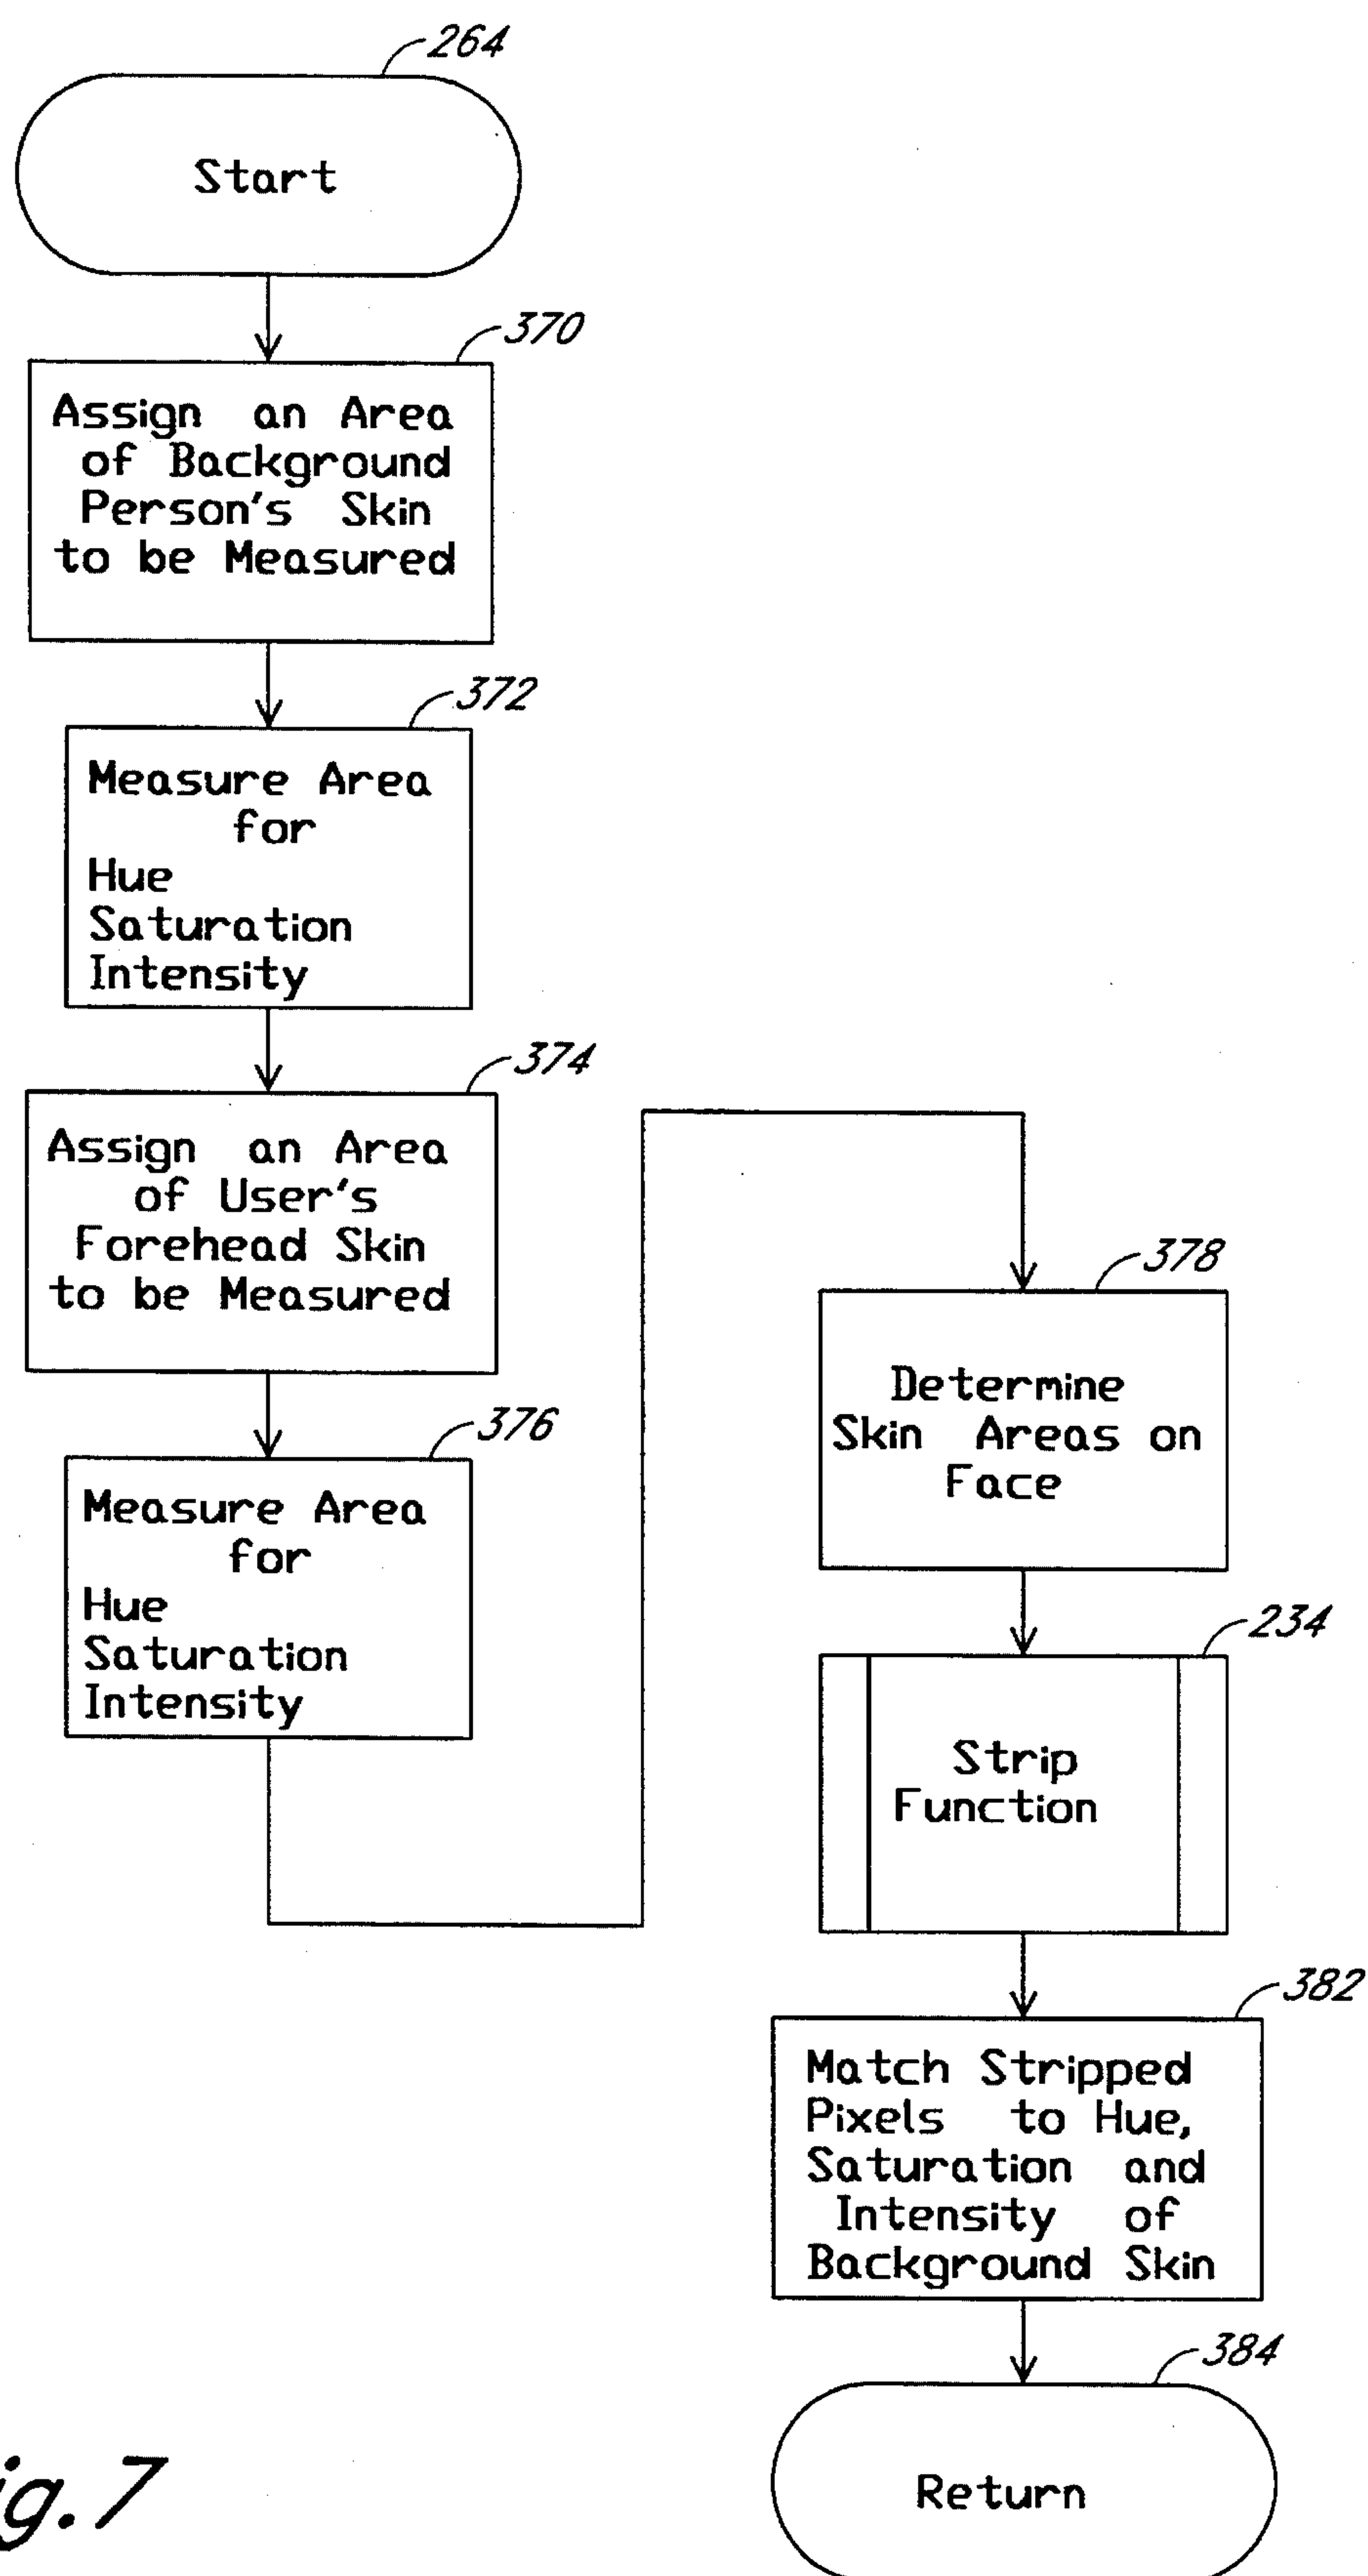 264
Start
370
Assign an Area
of Background
Person's Skin
to be Measured
372
Measure Area
for
Hue
Saturation
Intensity
374
Assign an Area
of User's
Forehead Skin
to be Measured
376
Measure Area
for
Hue
Saturation
Intensity
378
Determine
Skin Areas on
Face
234
Strip
Function
382
Match Stripped
Pixels to Hue,
Saturation and
Intensity of
Background Skin
384
Return
ig. 7